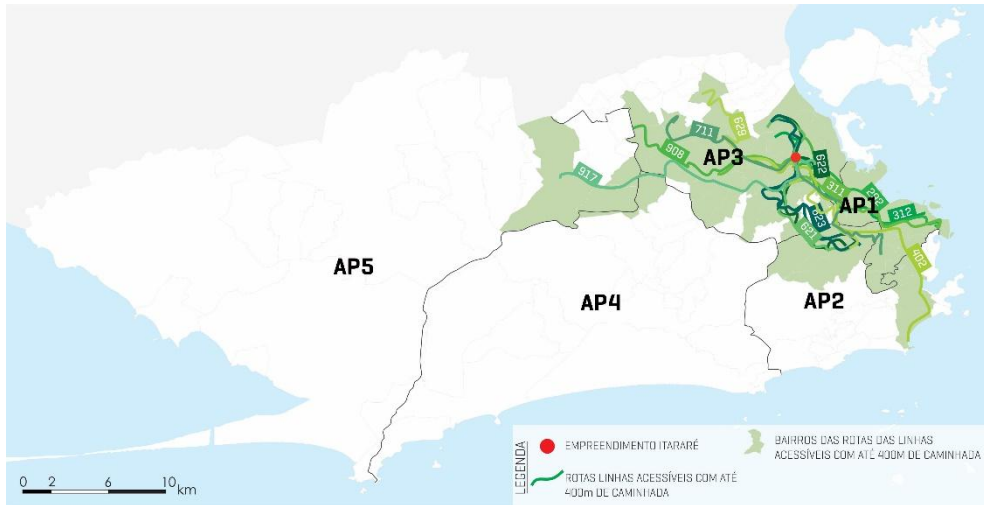 629
711
908
AP3
622
917
311
AP1
312
623
621
402
AP5
AP4
AP2
LEGENDA
EMPREENDIMENTO ITARARÉ
ROTAS LINHAS ACESSÍVEIS COM ATÉ
400m DE CAMINHADA
BAIRROS DAS ROTAS DAS LINHAS
ACESSÍVEIS COM ATÉ 400M DE CAMINHADA
0 2 4 6 10
km